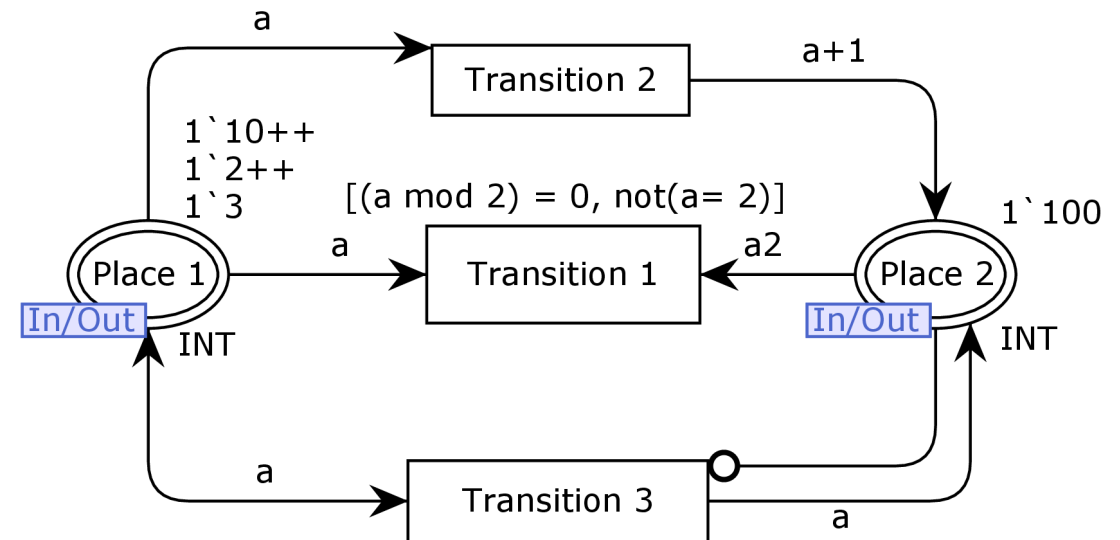 a
a+1
Transition 2
1`10++
1`2++
1`3
[(a mod 2) = 0, not(a= 2)]
1`100
a
a2
Place 1
Transition 1
Place 2
In/Out
INT
In/Out
INT
a
Transition 3
a